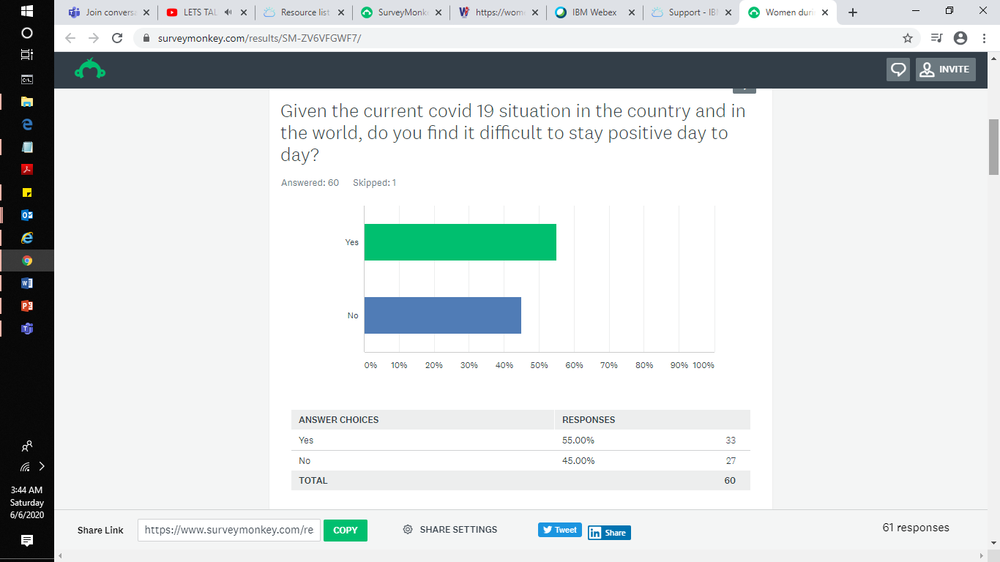 Join convers
LETS TAL
Resource list
SurveyMonk
https://wom
IBM Webex
Support - IB
Women duri
surveymonkey.com/results/SM-ZV6VFGWF7/
INVITE
Given the current covid 19 situation in the country and in
the world, do you find it difficult to stay positive day to
day?
Answered: 60 Skipped: 1
Yes
No
0% 10% 20% 30% 40% 50% 60% 70% 80% 90% 100%
ANSWER CHOICES RESPONSES
Yes 55.00% 33
No 45.00% 27
TOTAL 60
3:44 AM
Saturday
6/6/2020
Share Link https://www.surveymonkey.com/re COPY SHARE SETTINGS Tweet in Share 61 responses